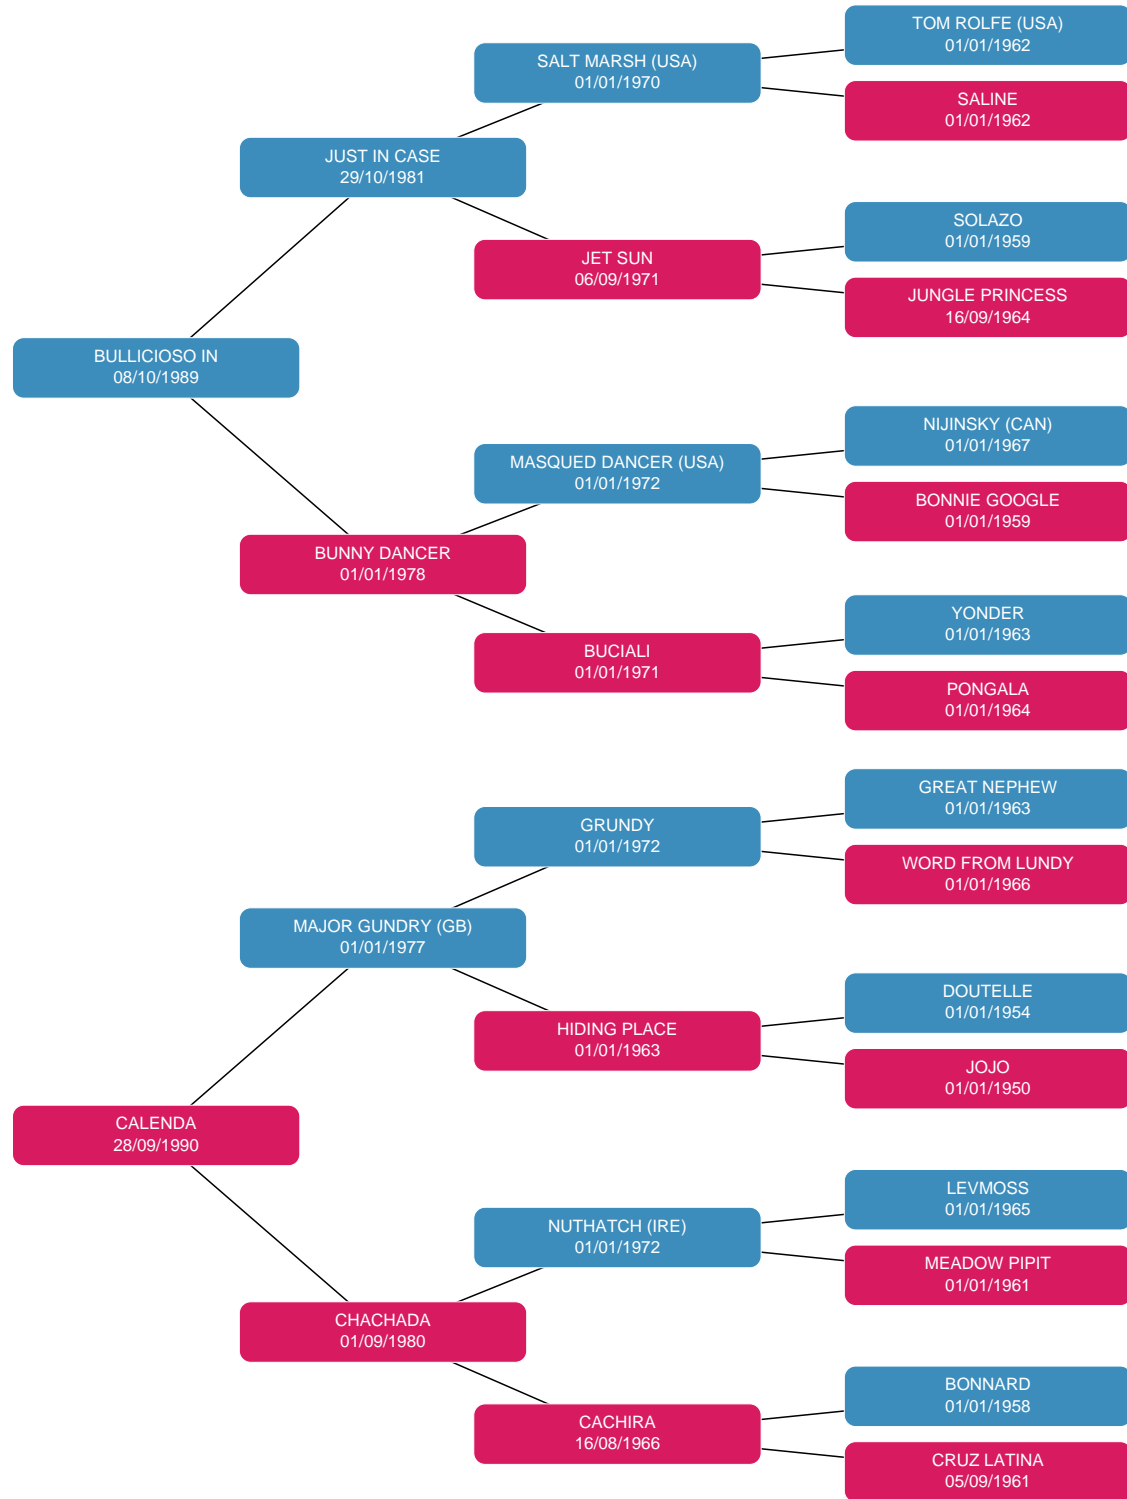 TOM ROLFE (USA)
01/01/1962
SALT MARSH (USA)
01/01/1970
SALINE
01/01/1962
JUST IN CASE
29/10/1981
SOLAZO
01/01/1959
JET SUN
06/09/1971
JUNGLE PRINCESS
16/09/1964
BULLICIOSO IN
08/10/1989
NIJINSKY (CAN)
01/01/1967
MASQUED DANCER (USA)
01/01/1972
BONNIE GOOGLE
01/01/1959
BUNNY DANCER
01/01/1978
YONDER
01/01/1963
BUCIALI
01/01/1971
PONGALA
01/01/1964
GREAT NEPHEW
01/01/1963
GRUNDY
01/01/1972
WORD FROM LUNDY
01/01/1966
MAJOR GUNDRY (GB)
01/01/1977
DOUTELLE
01/01/1954
HIDING PLACE
01/01/1963
JOJO
01/01/1950
CALENDA
28/09/1990
LEVMOSS
01/01/1965
NUTHATCH (IRE)
01/01/1972
MEADOW PIPIT
01/01/1961
CHACHADA
01/09/1980
BONNARD
01/01/1958
CACHIRA
16/08/1966
CRUZ LATINA
05/09/1961